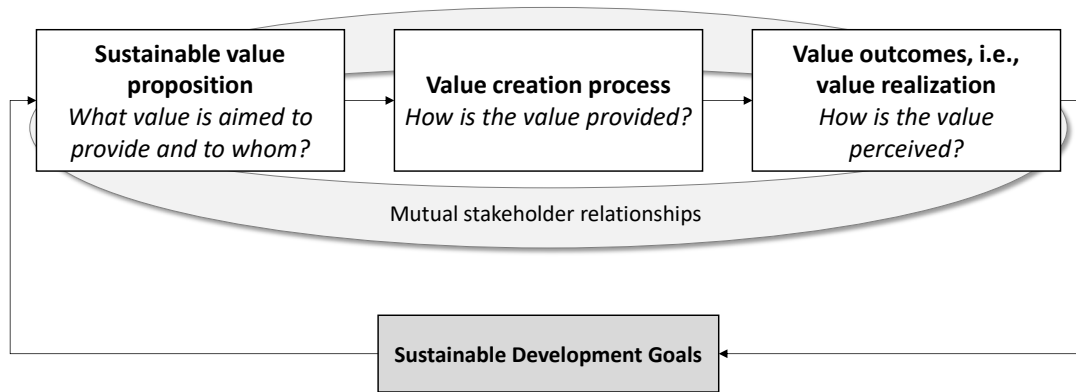 Sustainable value
proposition
What value is aimed to
provide and to whom?
Value creation process
How is the value provided?
Value outcomes, i.e.,
value realization
How is the value
perceived?
Mutual stakeholder relationships
Sustainable Development Goals